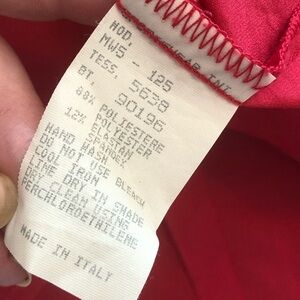 MOD.
MW5 - 125
TESS.
5638
BT. 90196
88% POLIESTERE
POLYESTER
12% ELASTAN
SPANDEX
HAND WASH
DO NOT USE BLEACH
COOL IRON
LINE DRY IN SHADE
DRY CLEAN USING
PERCHLOROETHILENE
MADE IN ITALY